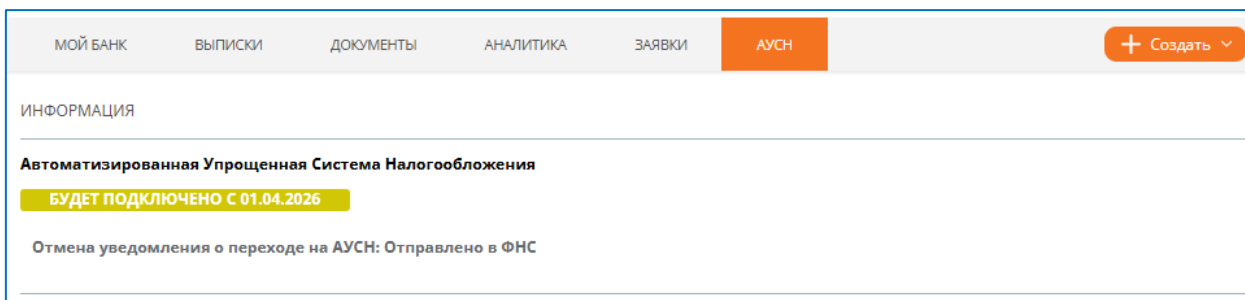 МОЙ БАНК ВЫПИСКИ ДОКУМЕНТЫ АНАЛИТИКА ЗАЯВКИ АУСН + Создать
ИНФОРМАЦИЯ
Автоматизированная Упрощенная Система Налогообложения
БУДЕТ ПОДКЛЮЧЕНО С 01.04.2026
Отмена уведомления о переходе на АУСН: Отправлено в ФНС